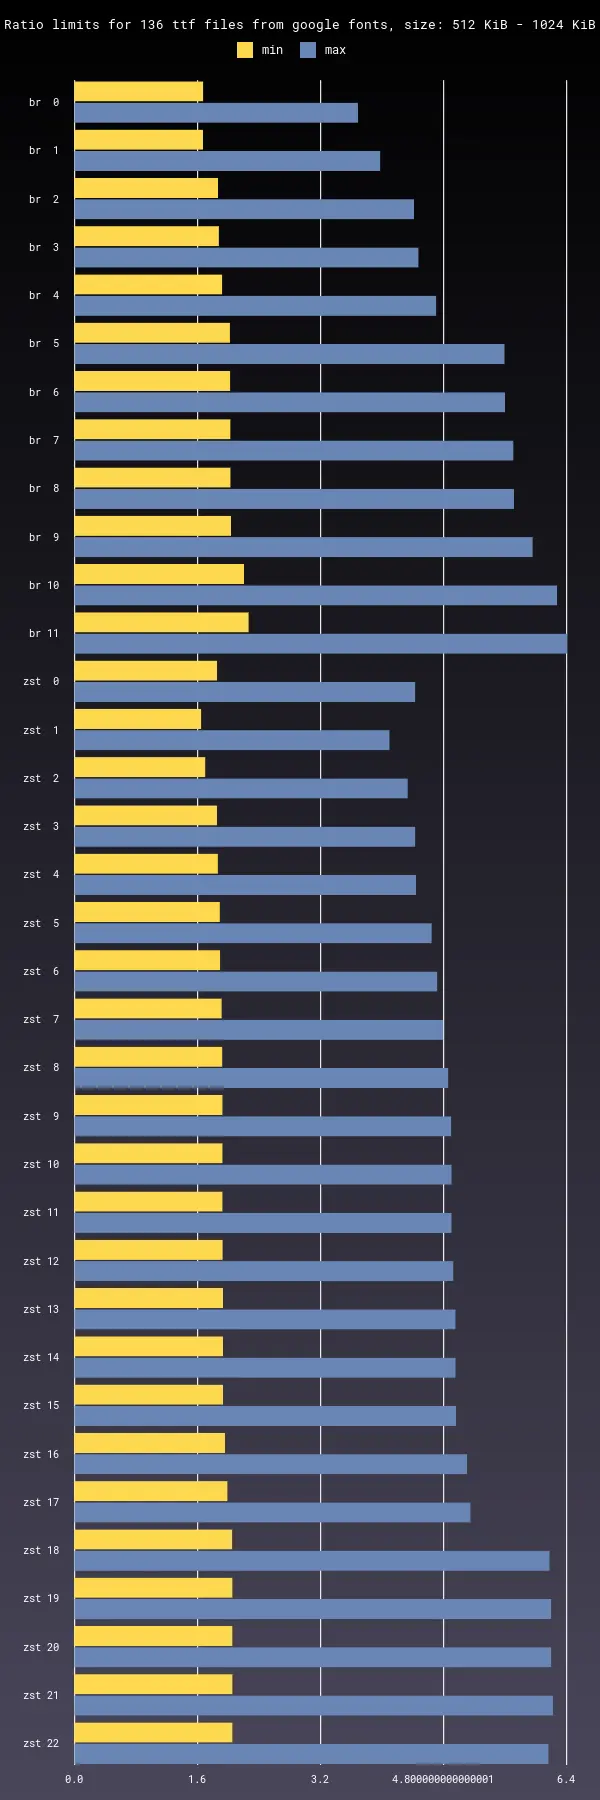 Ratio limits for 136 ttf files from google fonts, size: 512 KiB - 1024 KiB
min max
br 0
br 1
br 2
br 3
br 4
br 5
br 6
br 7
br 8
br 9
br 10
br 11
zst 0
zst 1
zst 2
zst 3
zst 4
zst 5
zst 6
zst 7
zst 8
zst 9
zst 10
zst 11
zst 12
zst 13
zst 14
zst 15
zst 16
zst 17
zst 18
zst 19
zst 20
zst 21
zst 22
0.0 1.6 3.2 4.800000000000001 6.4